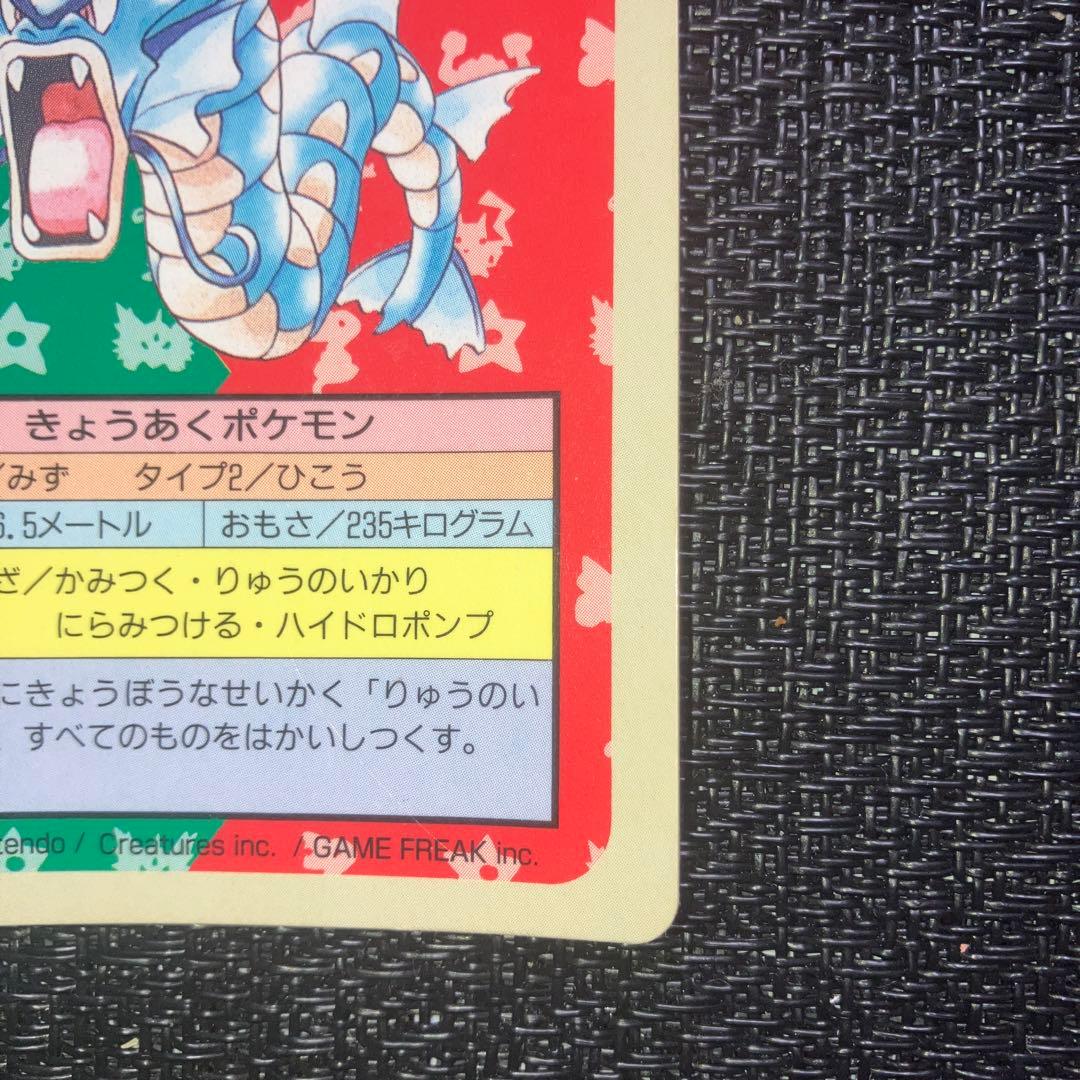 きょうあくポケモン
／みず　タイプ2／ひこう
6.5メートル　おもさ／235キログラム
ざ／かみつく・りゅうのいかり
にらみつける・ハイドロポンプ
にきょうぼうなせいかく「りゅうのい
すべてのものをはかいしつくす。
tendo / Creatures inc. / GAME FREAK inc.